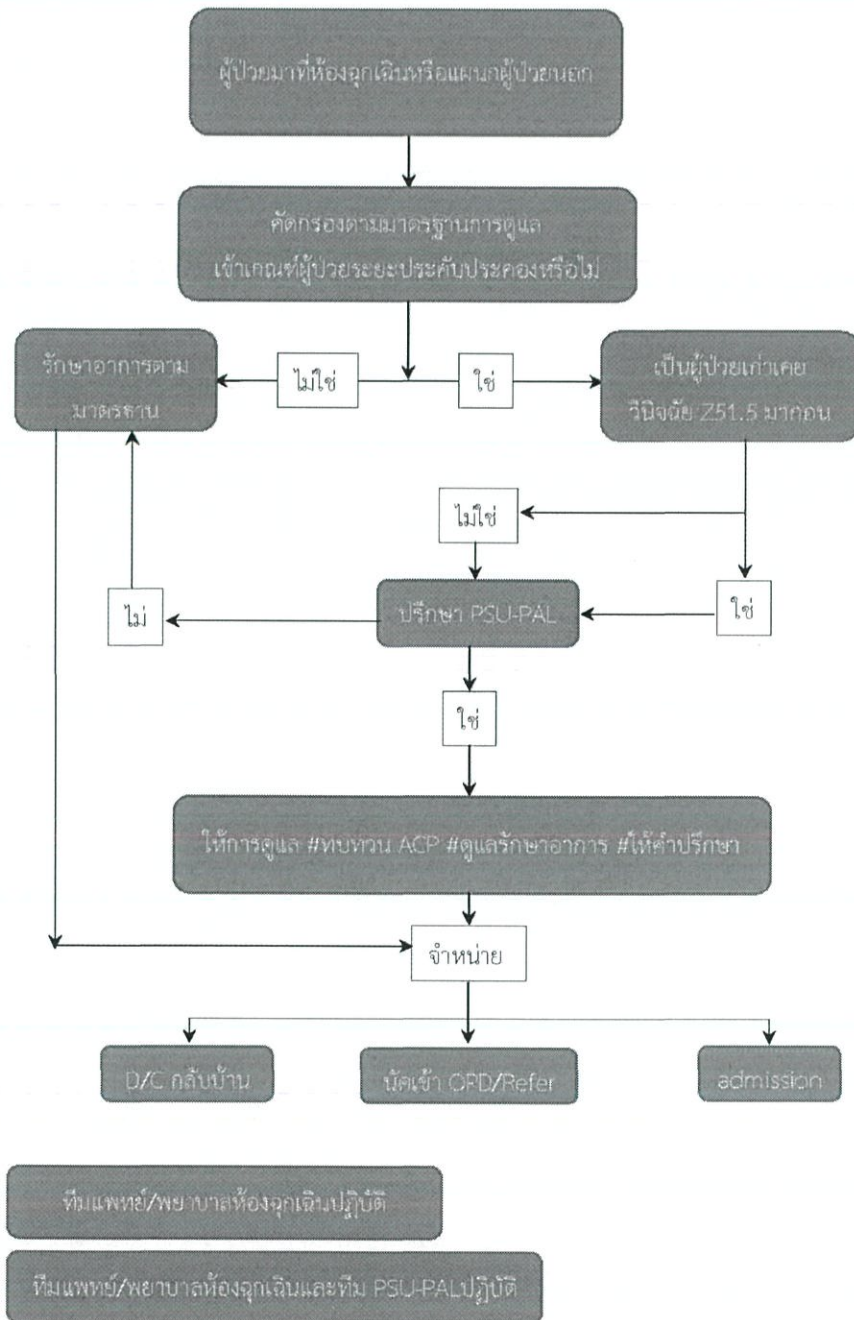 ผู้ป่วยมาที่ห้องฉุกเฉินหรือแผนกผู้ป่วยนอก
คัดกรองตามมาตรฐานการดูแล
เข้าเกณฑ์ผู้ป่วยระยะประคับประคองหรือไม่
รักษาอาการตาม
มาตรฐาน
ไม่ใช่
ใช่
เป็นผู้ป่วยเก่าเคย
วินิจฉัย Z51.5 มาก่อน
ไม่ใช่
ไม่
ปรึกษา PSU-PAL
ใช่
ใช่
ให้การดูแล #ทบทวน ACP #ดูแลรักษาอาการ #ให้คำปรึกษา
จำหน่าย
D/C กลับบ้าน
นัดเข้า OPD/Refer
admission
ทีมแพทย์/พยาบาลห้องฉุกเฉินปฏิบัติ
ทีมแพทย์/พยาบาลห้องฉุกเฉินและทีม PSU-PALปฏิบัติ